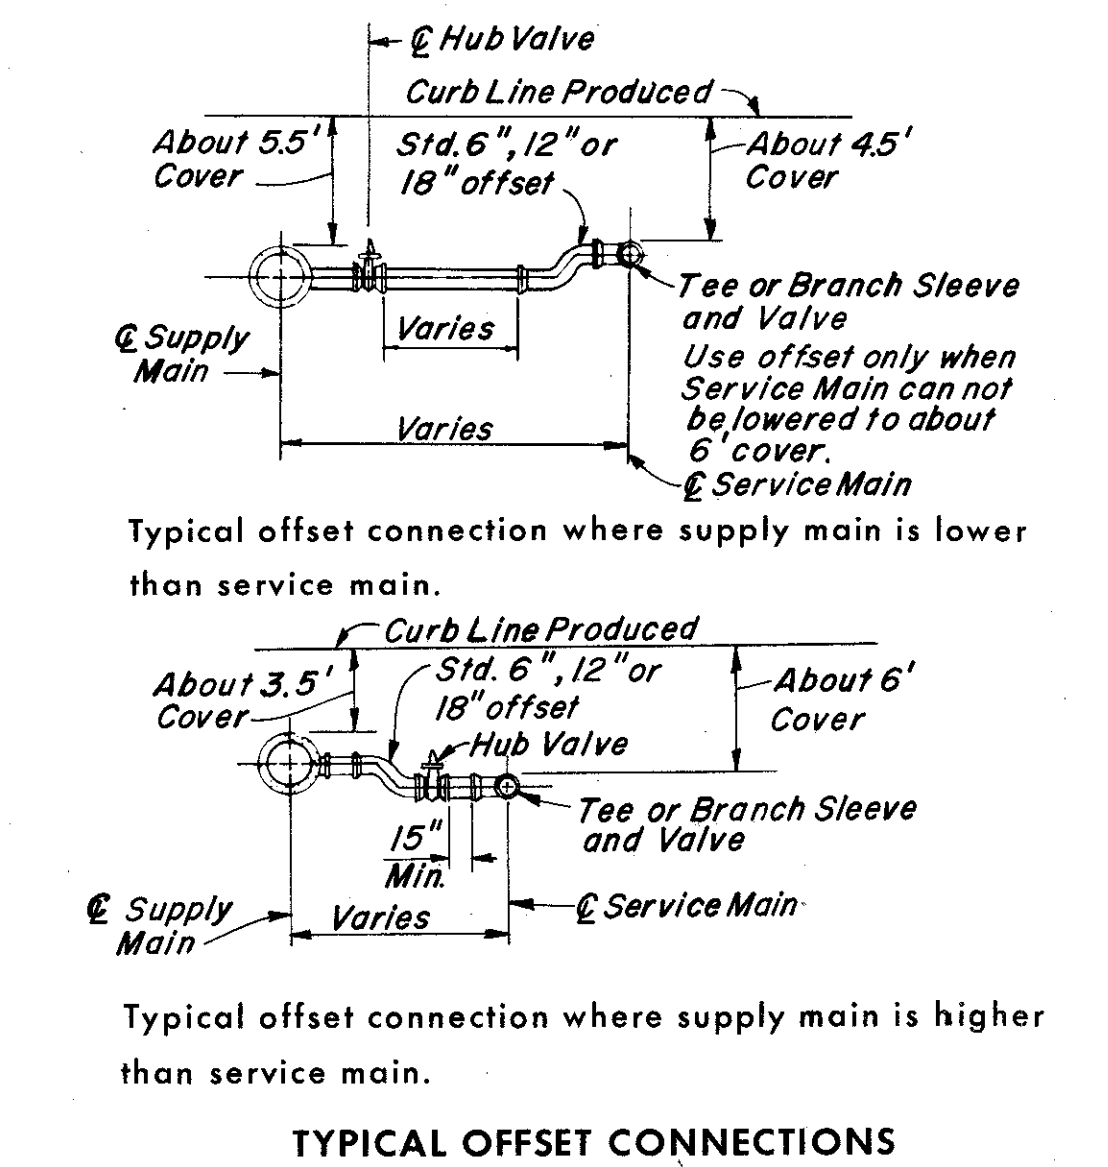 ℄ Hub Valve
Curb Line Produced
About 5.5'
Cover
Std. 6", 12" or
18" offset
About 4.5'
Cover
Tee or Branch Sleeve
and Valve
Use offset only when
Service Main can not
be lowered to about
6' cover.
℄ Supply
Main
Varies
Varies
℄ Service Main
Typical offset connection where supply main is lower
than service main.
Curb Line Produced
About 3.5'
Cover
Std. 6", 12" or
18" offset
Hub Valve
About 6'
Cover
Tee or Branch Sleeve
and Valve
15"
Min.
℄ Supply
Main
Varies
℄ Service Main
Typical offset connection where supply main is higher
than service main.
TYPICAL OFFSET CONNECTIONS